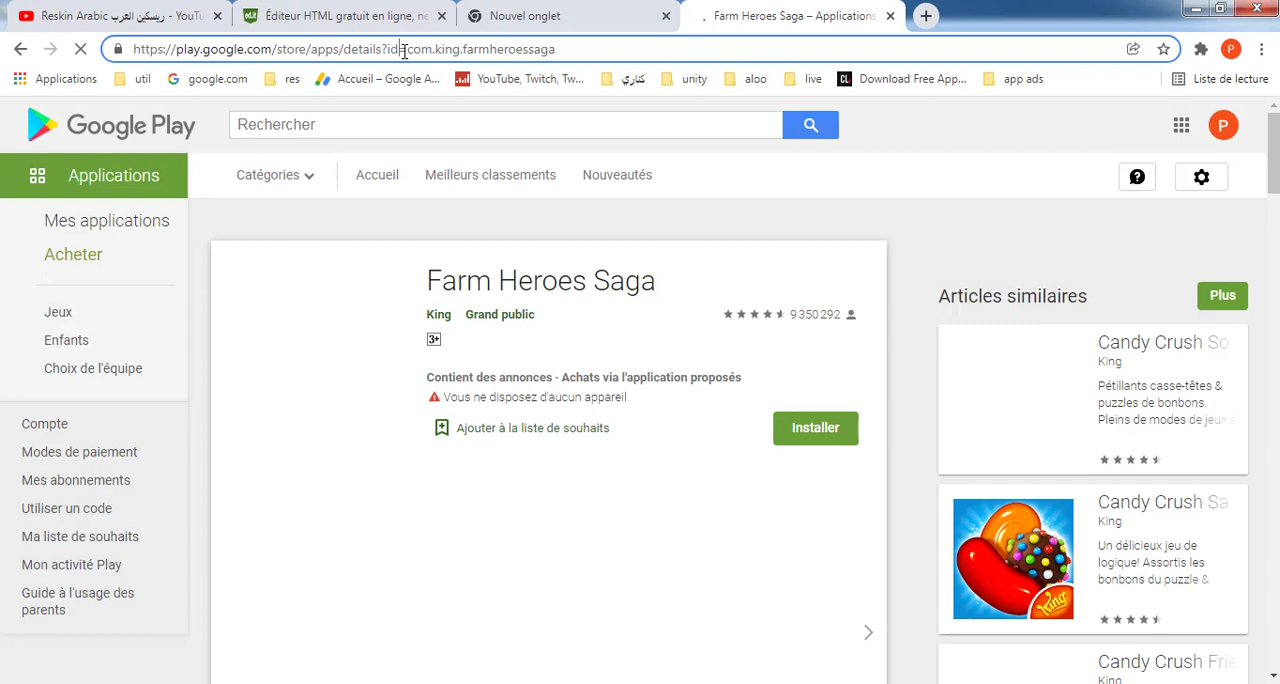 Reskin Arabic ريسكين العرب - YouTu
Éditeur HTML gratuit en ligne, ne
Nouvel onglet
Farm Heroes Saga – Applications
https://play.google.com/store/apps/details?id=com.king.farmheroessaga
P
Applications
util
google.com
res
Accueil – Google A...
YouTube, Twitch, Tw...
كناري
unity
aloo
live
CL
Download Free App...
app ads
Liste de lecture
Google Play
Rechercher
P
Applications
Catégories
Accueil
Meilleurs classements
Nouveautés
Mes applications
Acheter
Jeux
Enfants
Choix de l'équipe
Compte
Modes de paiement
Mes abonnements
Utiliser un code
Ma liste de souhaits
Mon activité Play
Guide à l'usage des
parents
Farm Heroes Saga
King Grand public
9 350 292
3+
Contient des annonces · Achats via l'application proposés
Vous ne disposez d'aucun appareil
Ajouter à la liste de souhaits
Installer
Articles similaires
Plus
Candy Crush So
King
Pétillants casse-têtes &
puzzles de bonbons.
Pleins de modes de jeux a
Candy Crush Sa
King
Un délicieux jeu de
logique! Assortis les
bonbons du puzzle &
King
Candy Crush Frie
King